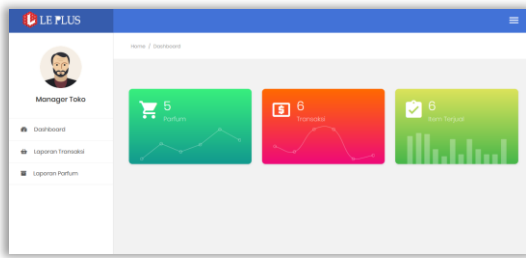 LE PLUS
Home / Dashboard
Manager Toko
Dashboard
Laporan Transaksi
Laporan Parfum
5
Parfum
6
Transaksi
6
Item Terjual